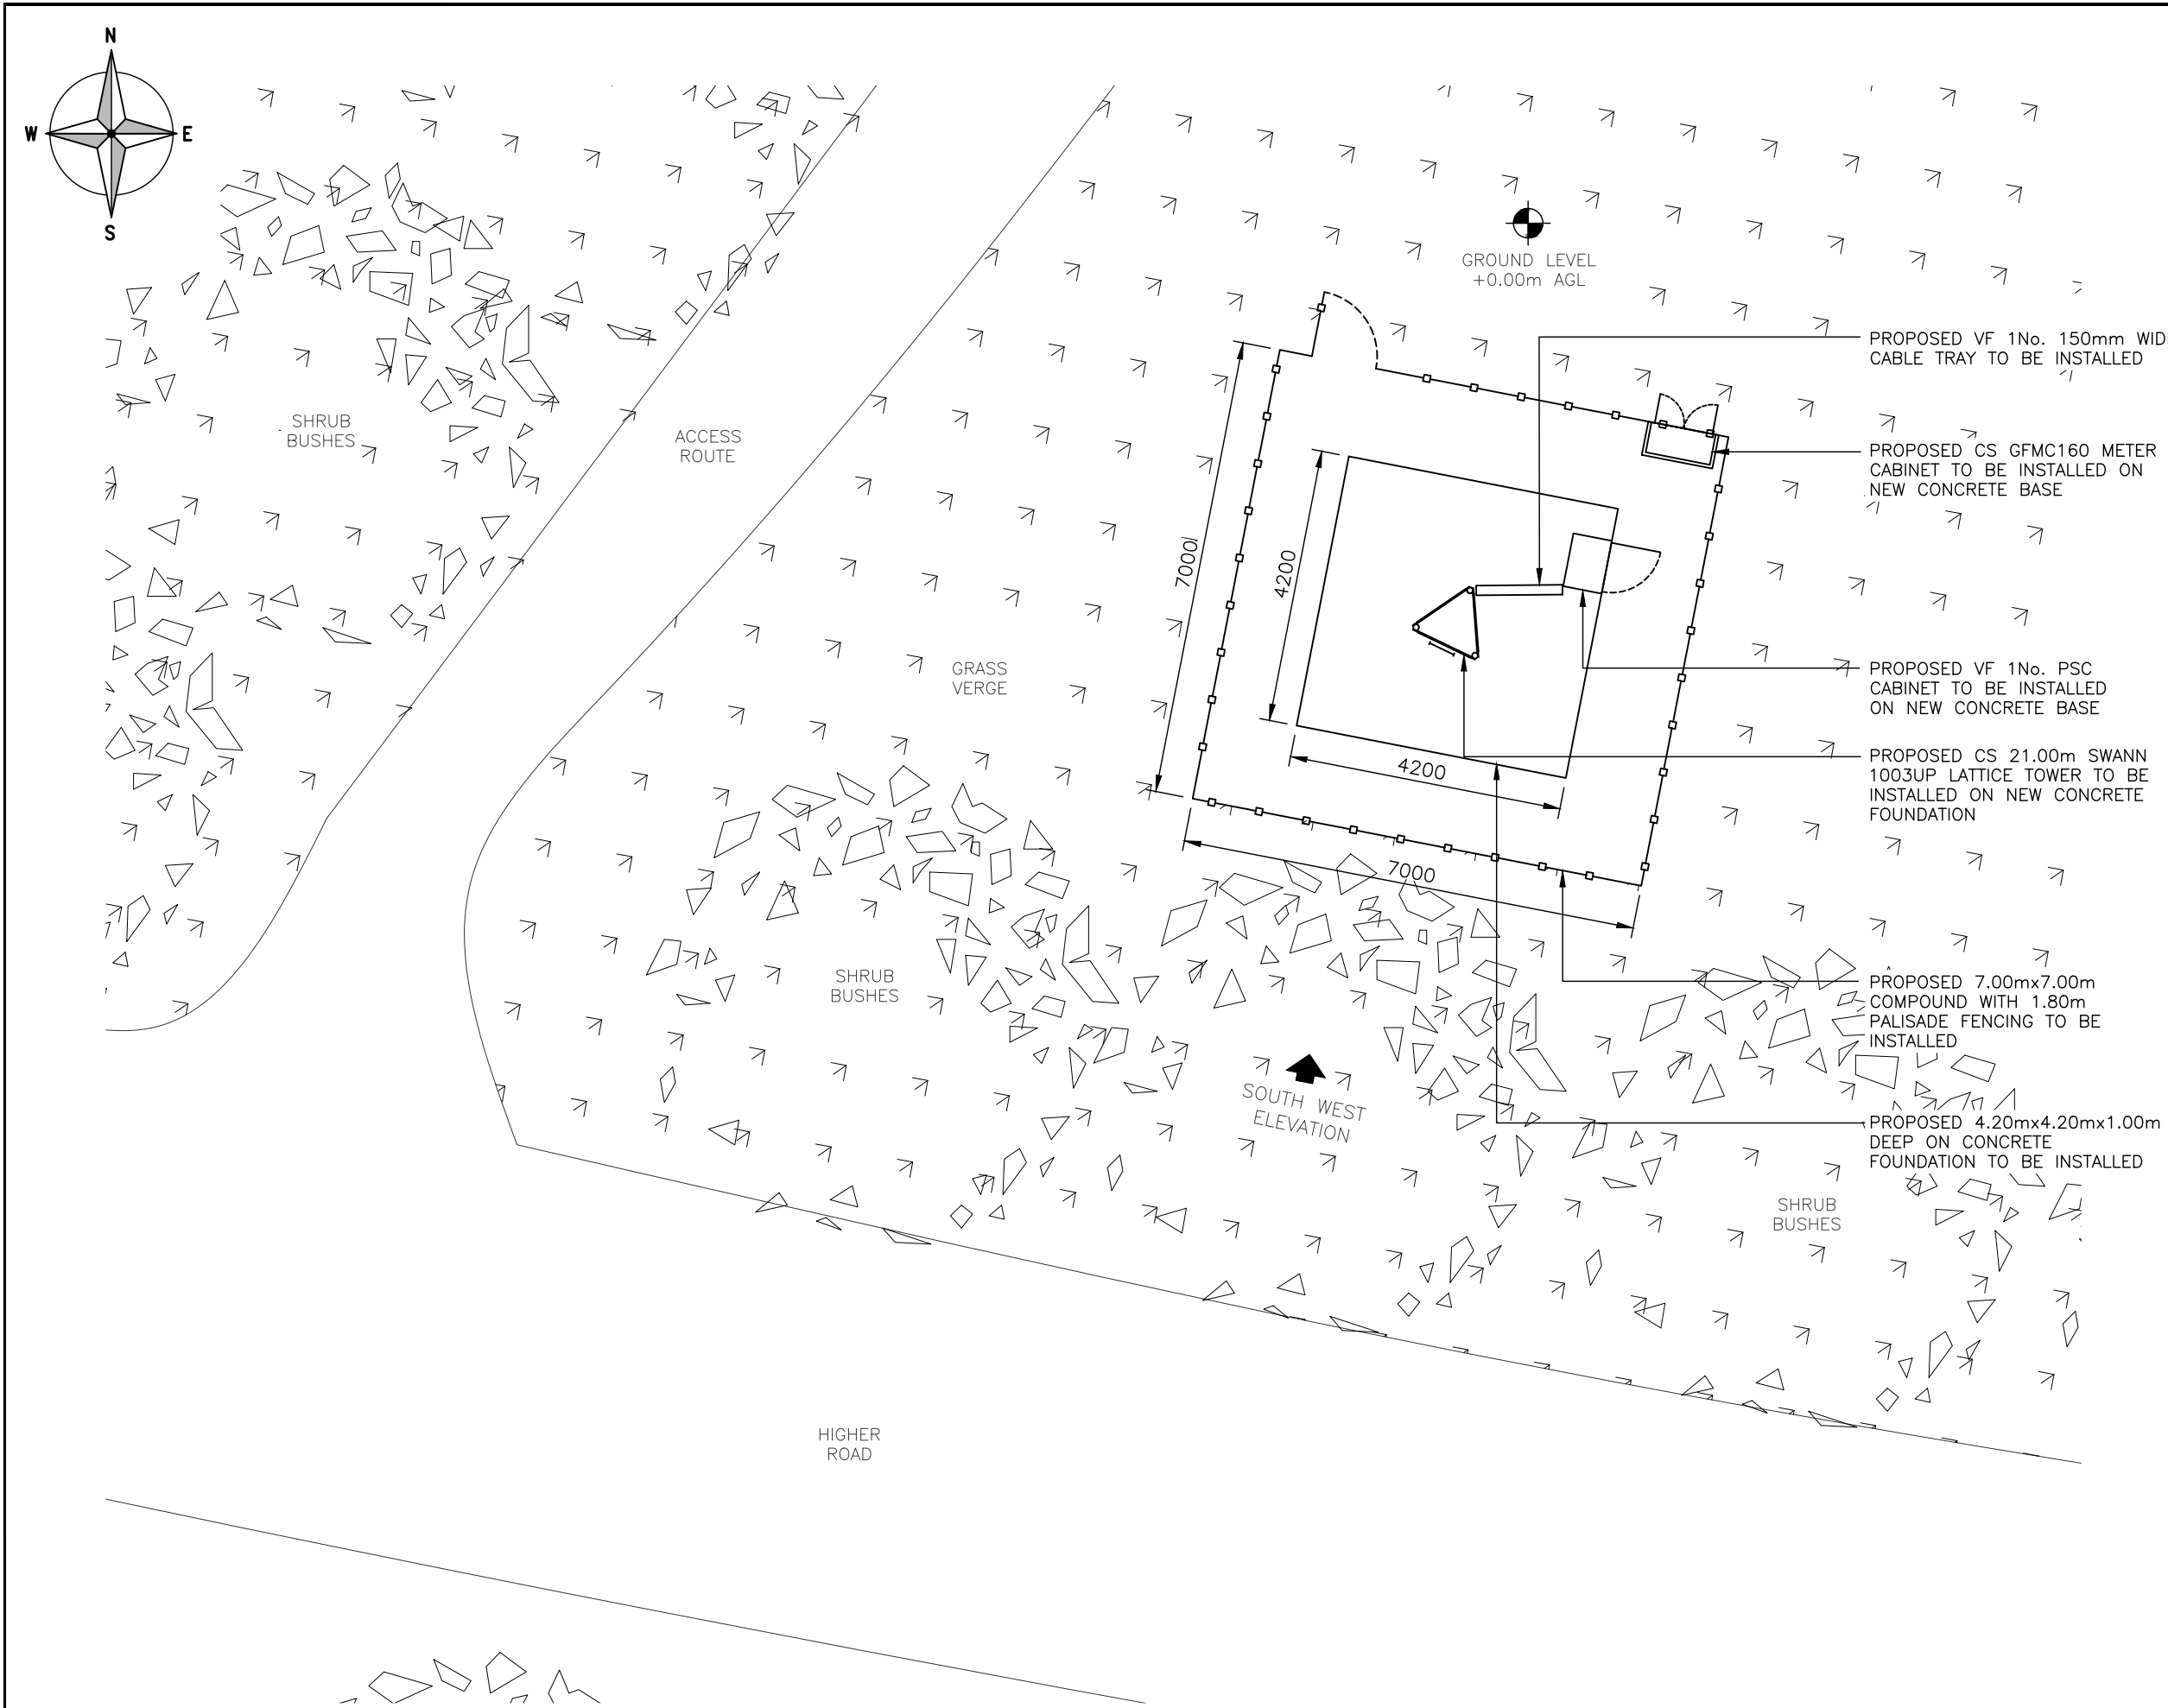 N
W
E
S
GROUND LEVEL
+0.00m AGL
PROPOSED VF 1No. 150mm WID
CABLE TRAY TO BE INSTALLED
SHRUB
BUSHES
ACCESS
ROUTE
PROPOSED CS GFMC160 METER
CABINET TO BE INSTALLED ON
NEW CONCRETE BASE
7000
4200
GRASS
VERGE
PROPOSED VF 1No. PSC
CABINET TO BE INSTALLED
ON NEW CONCRETE BASE
PROPOSED CS 21.00m SWANN
1003UP LATTICE TOWER TO BE
INSTALLED ON NEW CONCRETE
FOUNDATION
4200
7000
SHRUB
BUSHES
PROPOSED 7.00mx7.00m
COMPOUND WITH 1.80m
PALISADE FENCING TO BE
INSTALLED
SOUTH WEST
ELEVATION
PROPOSED 4.20mx4.20mx1.00m
DEEP ON CONCRETE
FOUNDATION TO BE INSTALLED
SHRUB
BUSHES
HIGHER
ROAD